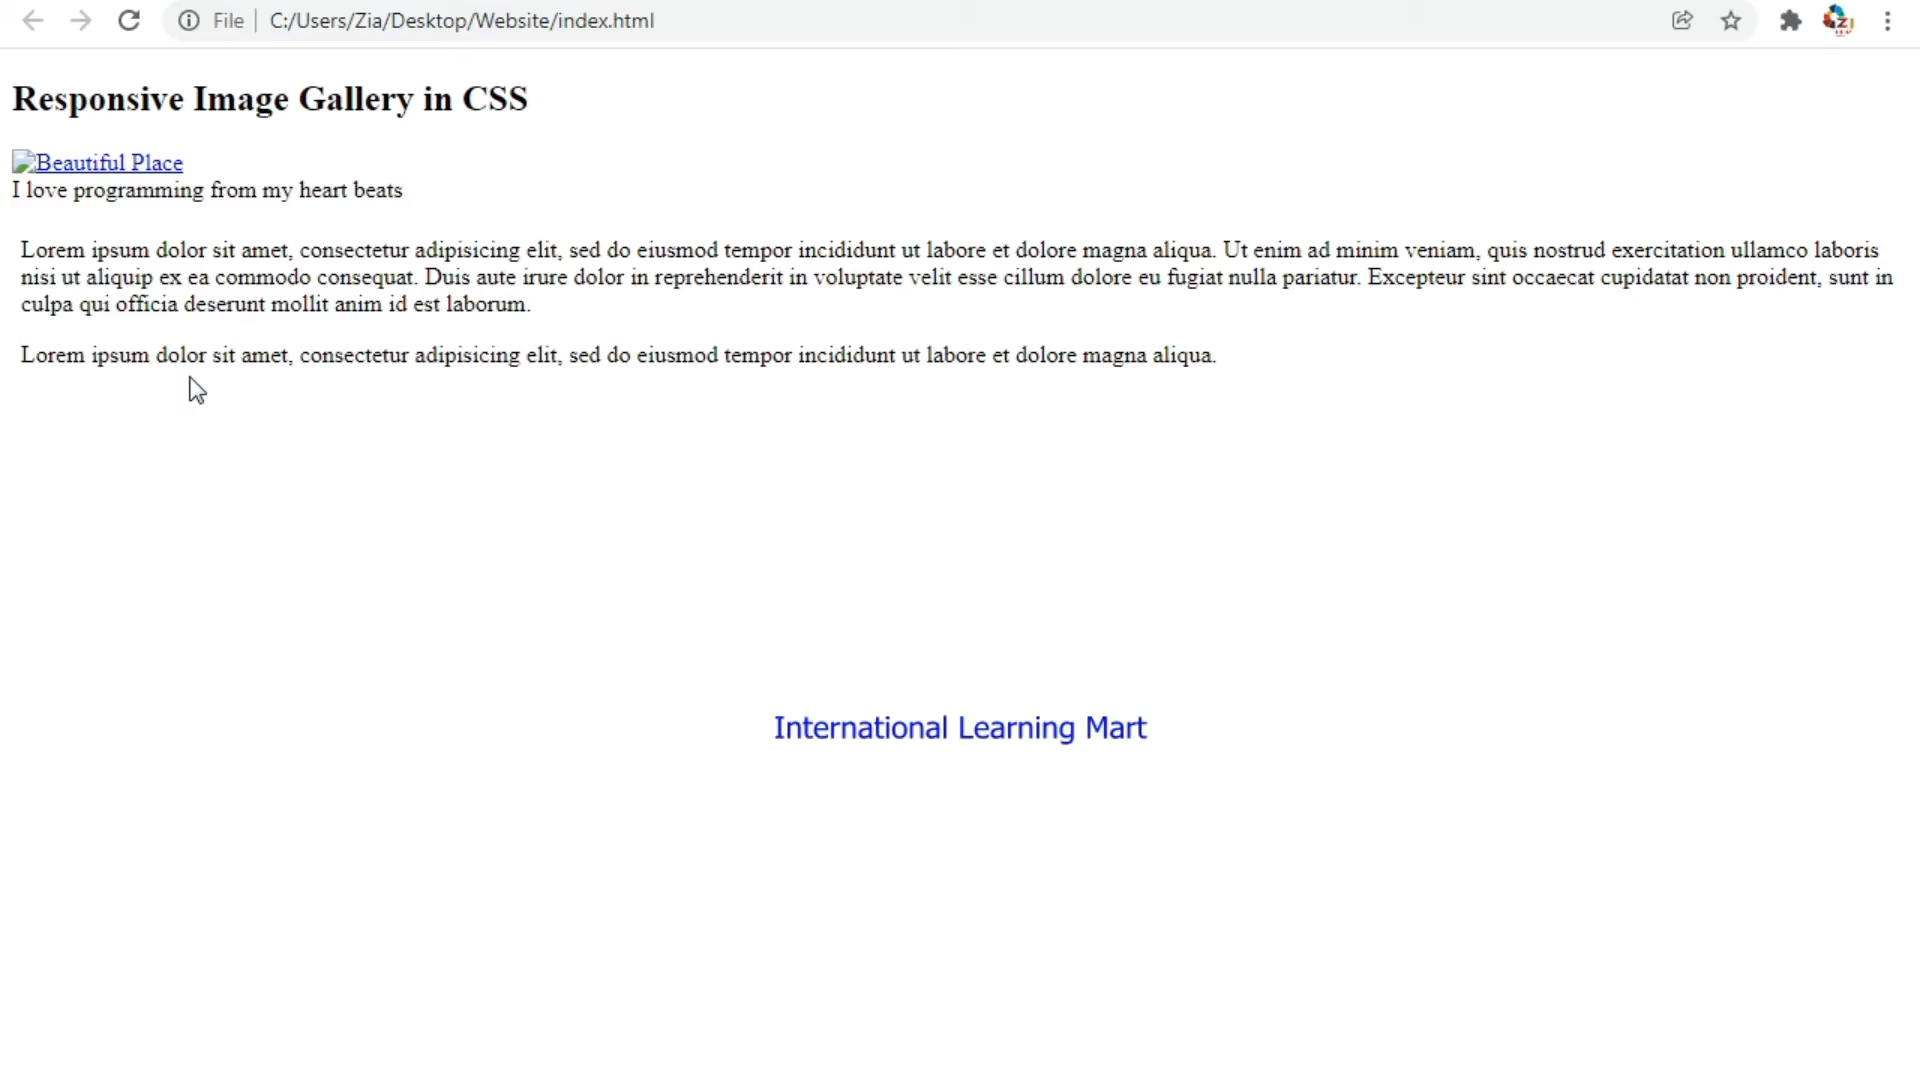 File C:/Users/Zia/Desktop/Website/index.html
Responsive Image Gallery in CSS
Beautiful Place
I love programming from my heart beats
Lorem ipsum dolor sit amet, consectetur adipisicing elit, sed do eiusmod tempor incididunt ut labore et dolore magna aliqua. Ut enim ad minim veniam, quis nostrud exercitation ullamco laboris
nisi ut aliquip ex ea commodo consequat. Duis aute irure dolor in reprehenderit in voluptate velit esse cillum dolore eu fugiat nulla pariatur. Excepteur sint occaecat cupidatat non proident, sunt in
culpa qui officia deserunt mollit anim id est laborum.
Lorem ipsum dolor sit amet, consectetur adipisicing elit, sed do eiusmod tempor incididunt ut labore et dolore magna aliqua.
International Learning Mart